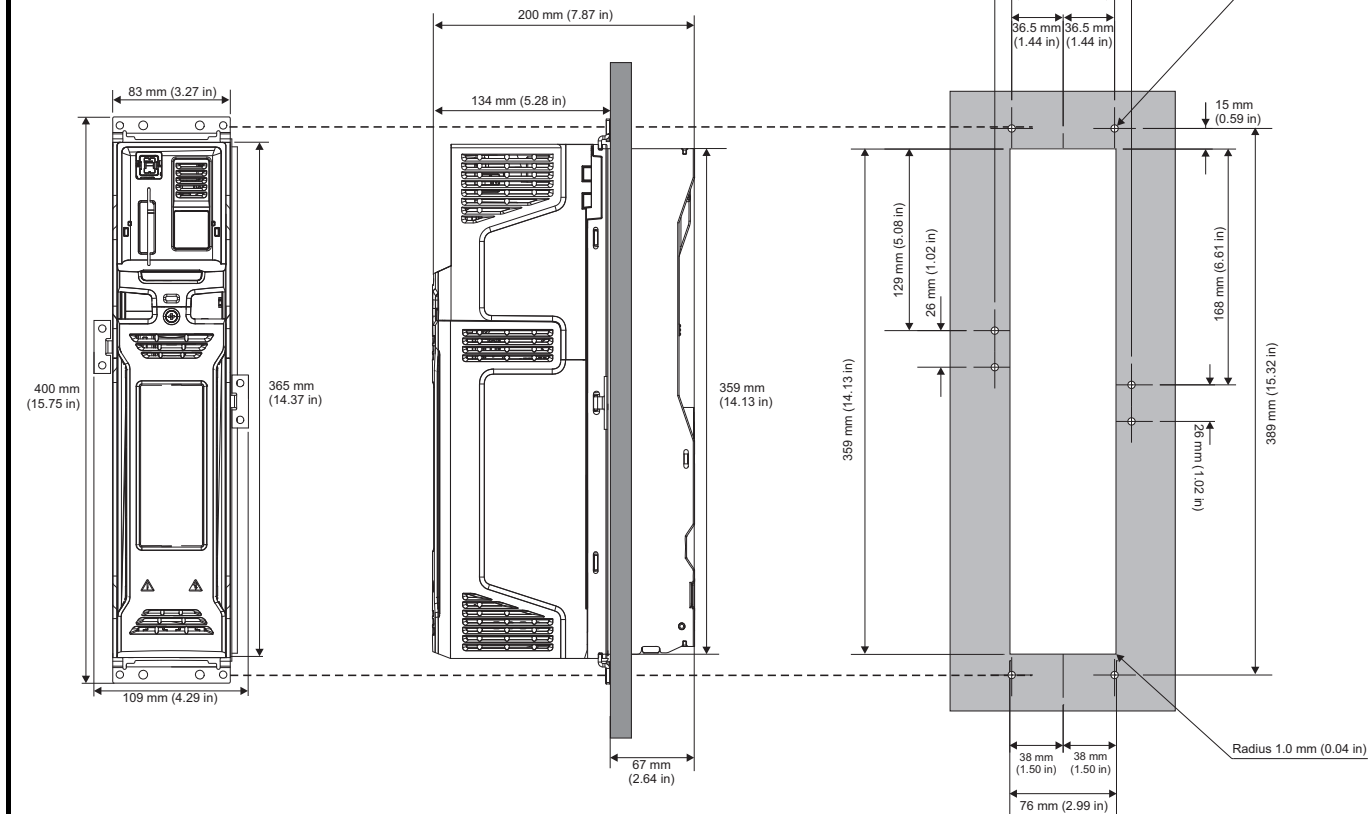 200 mm (7.87 in)
36.5 mm
(1.44 in)
36.5 mm
(1.44 in)
83 mm (3.27 in)
134 mm (5.28 in)
15 mm
(0.59 in)
129 mm (5.08 in)
26 mm (1.02 in)
168 mm (6.61 in)
400 mm
(15.75 in)
365 mm
(14.37 in)
359 mm
(14.13 in)
359 mm (14.13 in)
389 mm (15.32 in)
26 mm (1.02 in)
109 mm (4.29 in)
67 mm
(2.64 in)
38 mm
(1.50 in)
38 mm
(1.50 in)
Radius 1.0 mm (0.04 in)
76 mm (2.99 in)